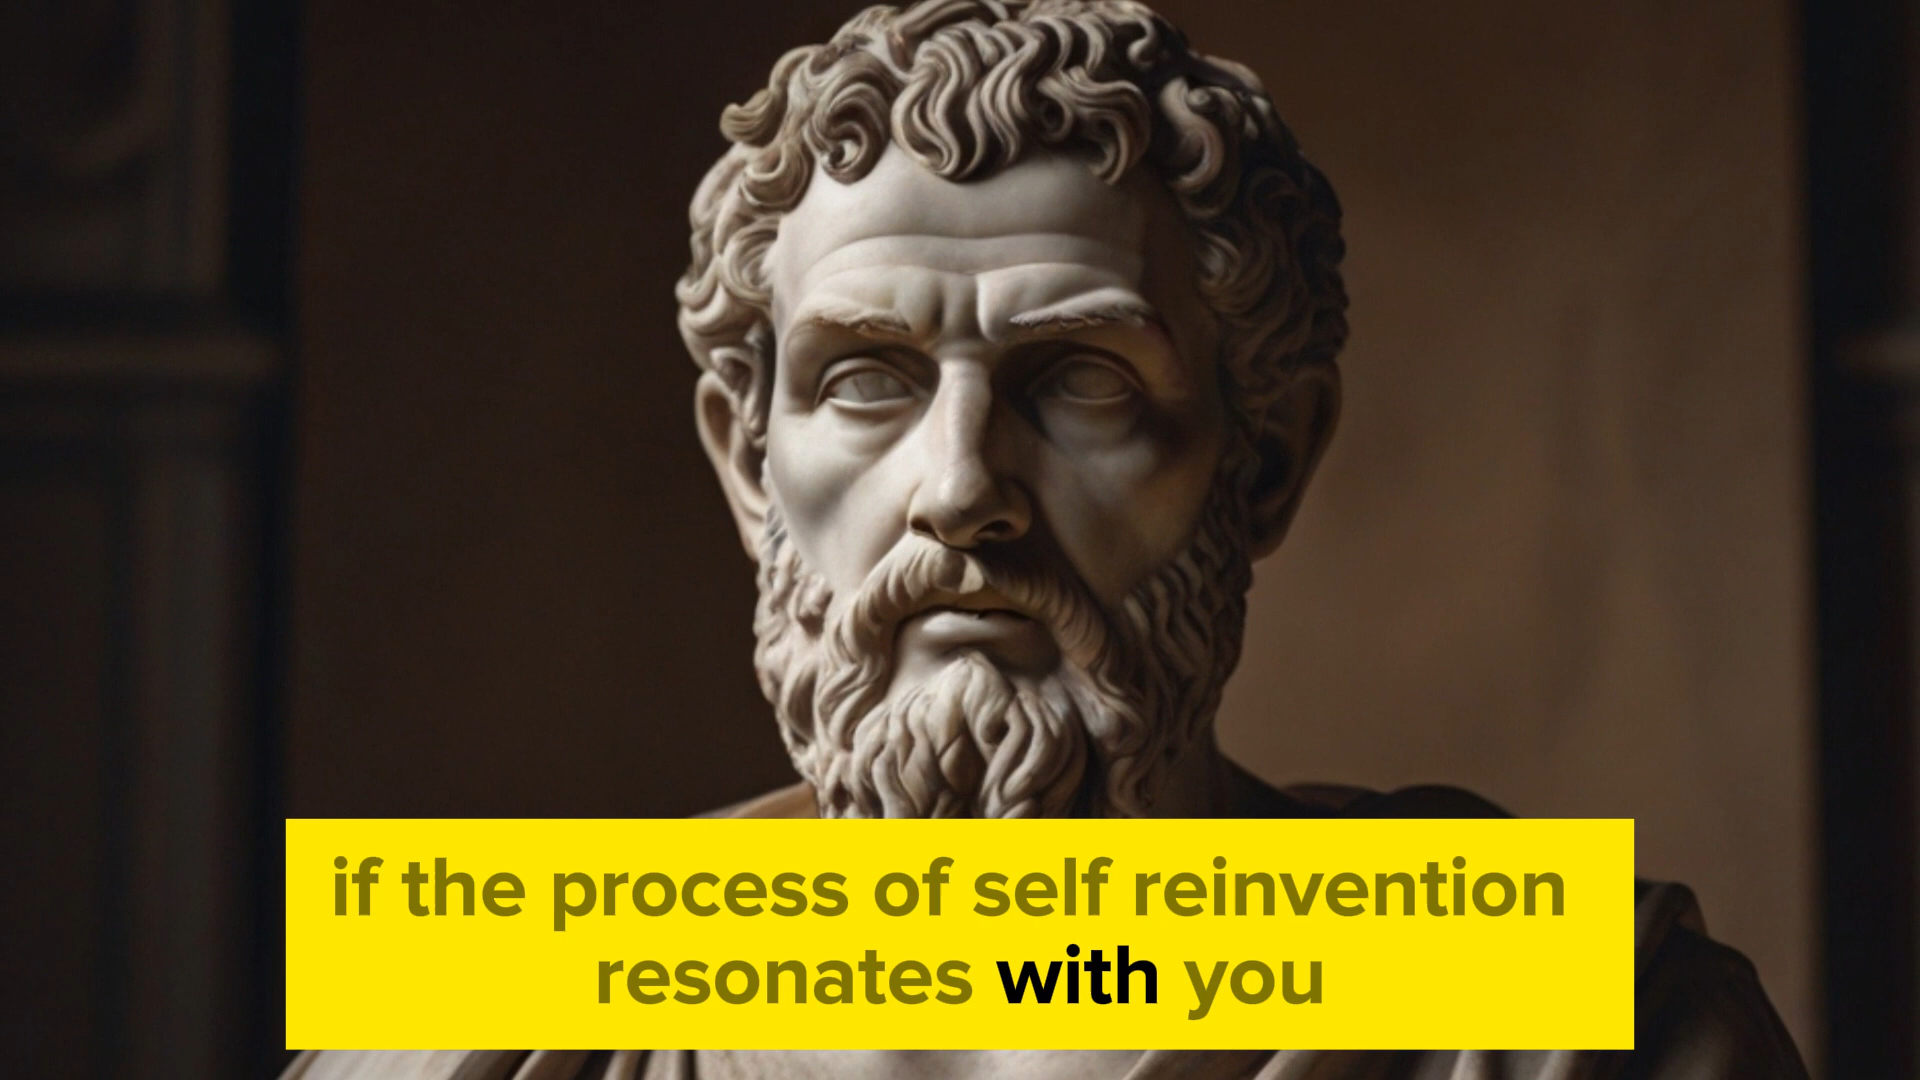 if the process of self reinvention
resonates with you